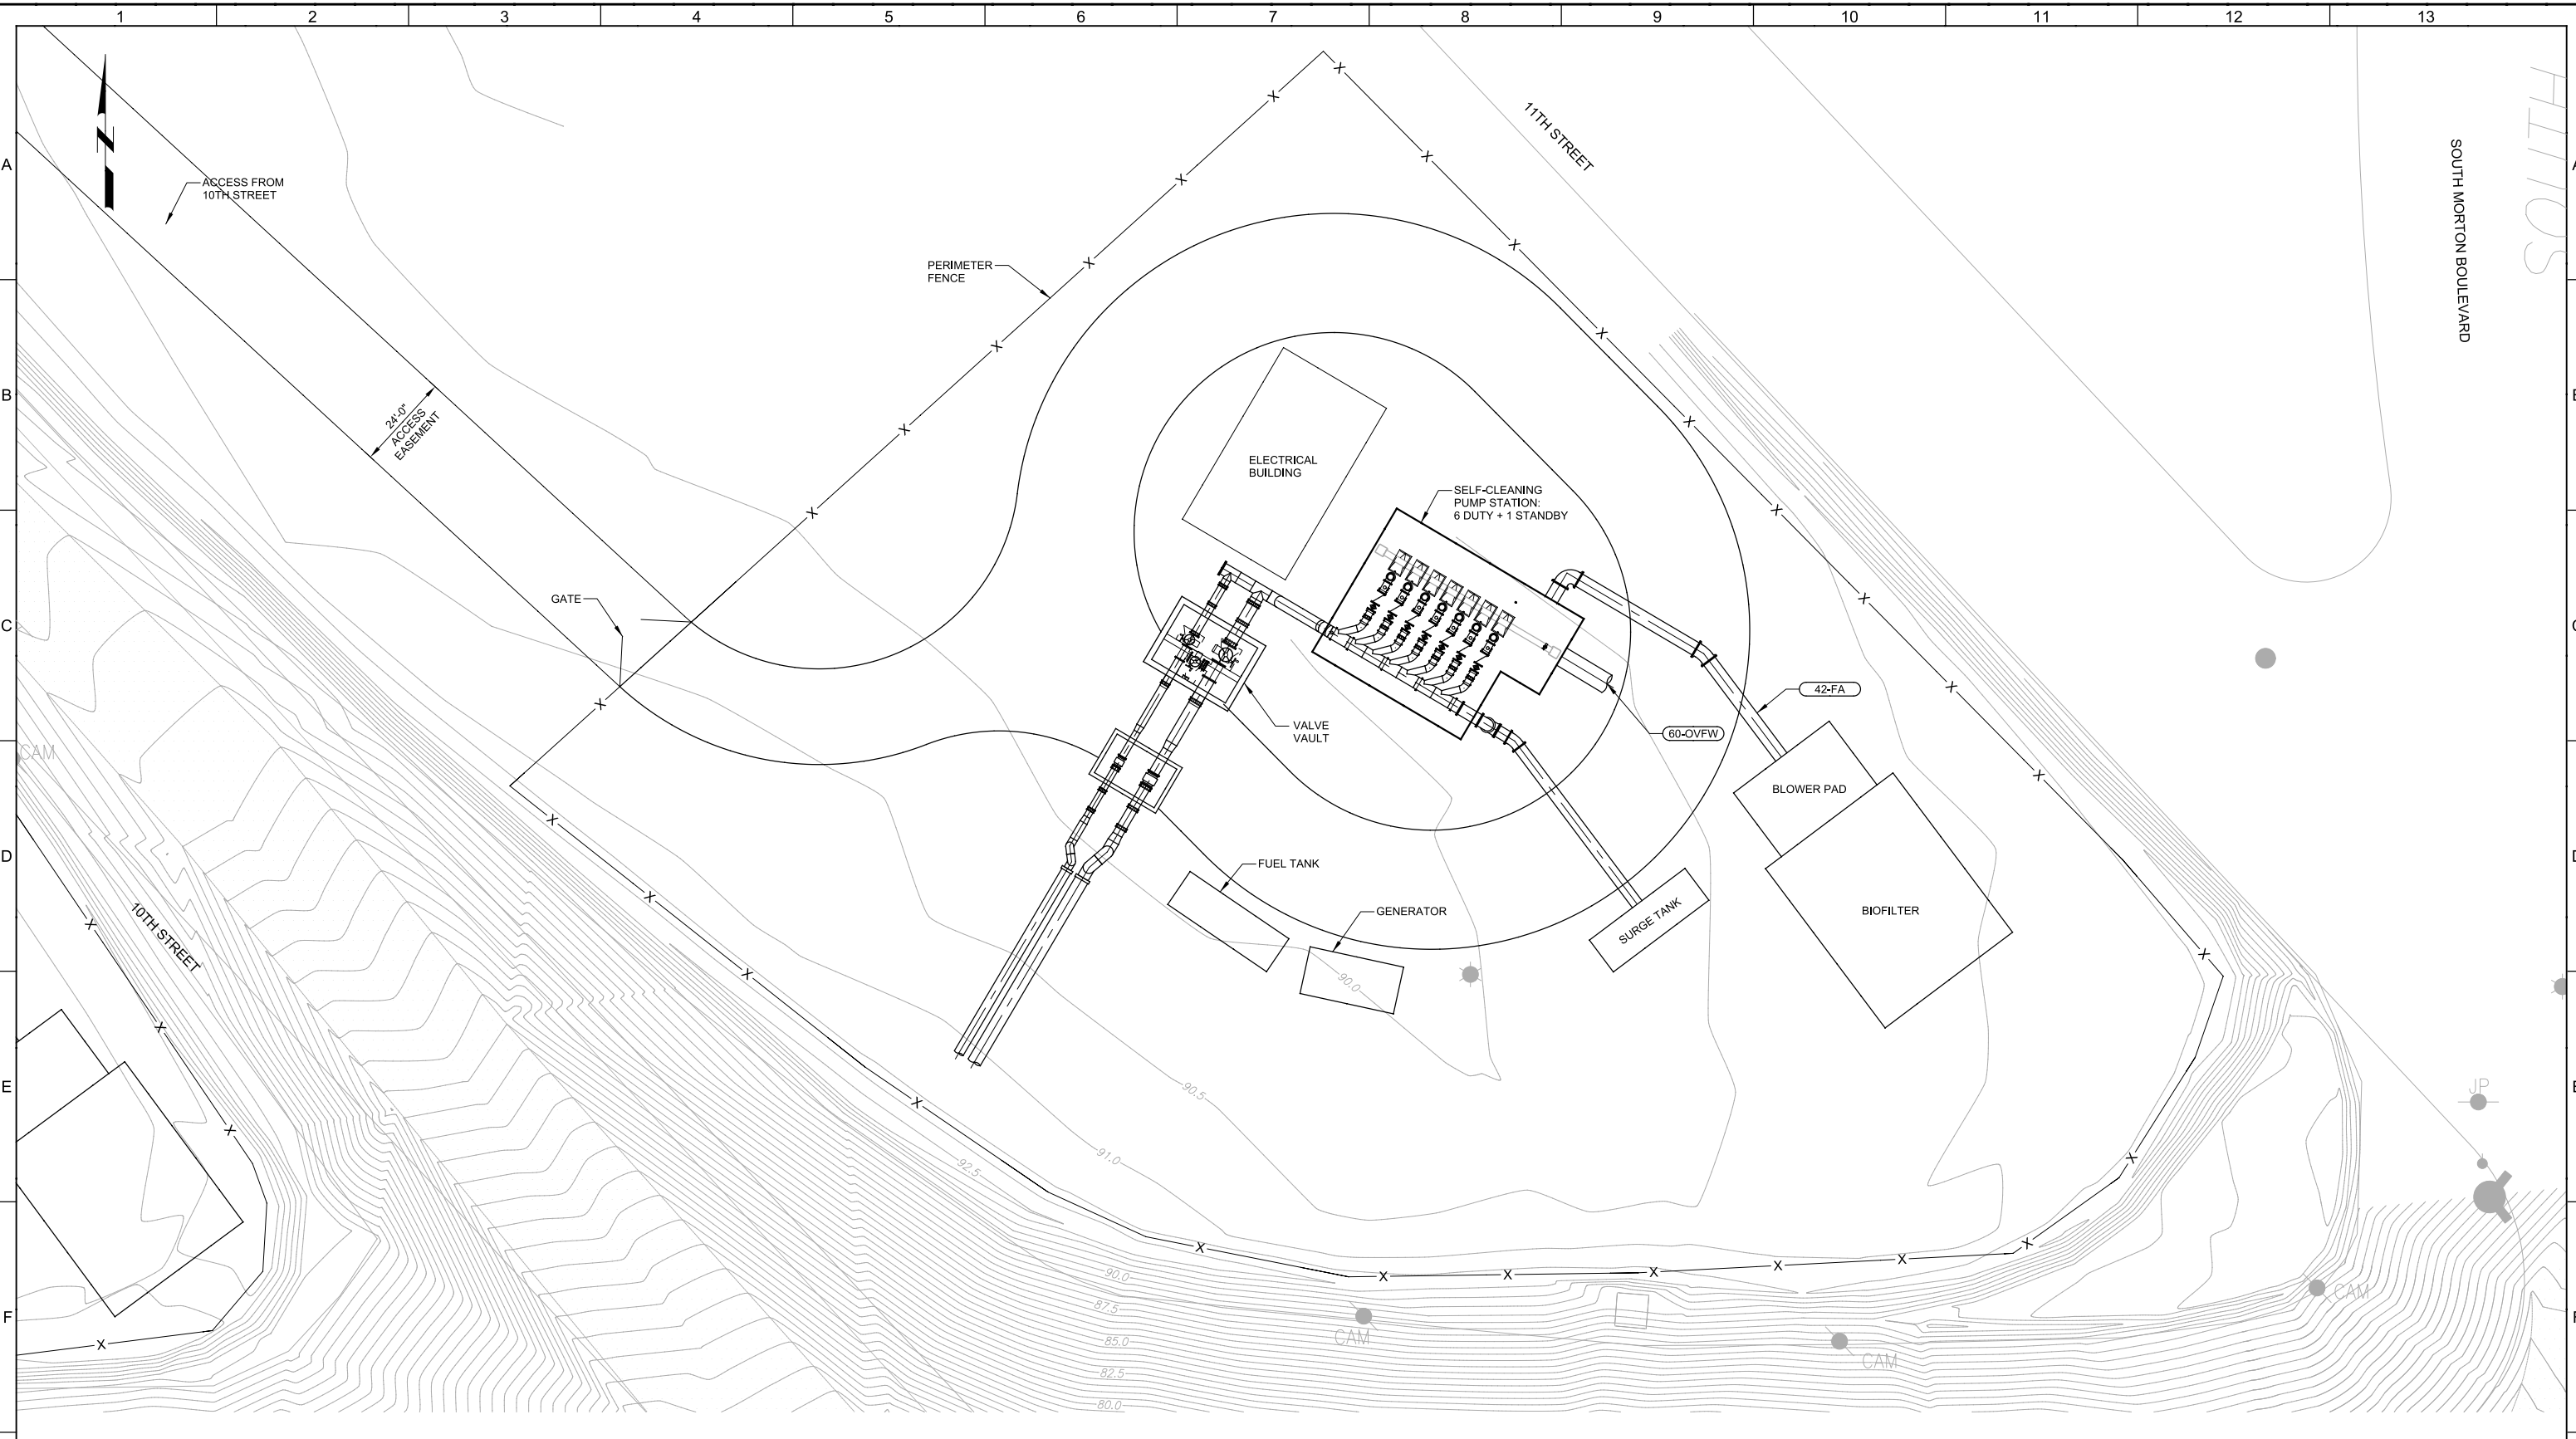 1 2 3 4 5 6 7 8 9 10 11 12 13
A
B
C
D
E
F
N
ACCESS FROM
10TH STREET
24'-0"
ACCESS
EASEMENT
PERIMETER
FENCE
GATE
11TH STREET
SOUTH MORTON BOULEVARD
SOUTH
ELECTRICAL
BUILDING
SELF-CLEANING
PUMP STATION:
6 DUTY + 1 STANDBY
VALVE
VAULT
42-FA
60-OVFW
BLOWER PAD
BIOFILTER
SURGE TANK
FUEL TANK
GENERATOR
10TH STREET
CAM
90.0
90.5
91.0
92.5
90.0
87.5
85.0
82.5
80.0
JP
CAM
CAM
CAM